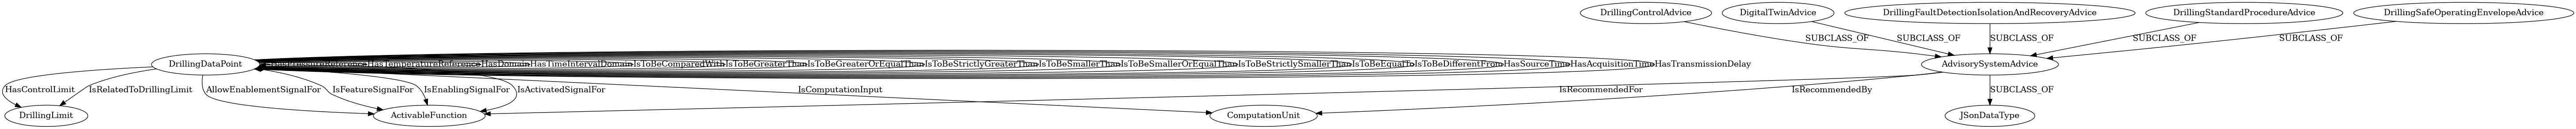 DrillingControlAdvice
DigitalTwinAdvice
DrillingFaultDetectionIsolationAndRecoveryAdvice
DrillingStandardProcedureAdvice
DrillingSafeOperatingEnvelopeAdvice
SUBCLASS_OF
SUBCLASS_OF
SUBCLASS_OF
SUBCLASS_OF
SUBCLASS_OF
DrillingDataPoint
HasTemperatureReference
HasDomain
HasTimeIntervalDomain
IsToBeComparedWith
IsToBeGreaterThan
IsToBeGreaterOrEqualThan
IsToBeStrictlyGreaterThan
IsToBeSmallerThan
IsToBeSmallerOrEqualThan
IsToBeStrictlySmallerThan
IsToBeEqualTo
IsToBeDifferentFrom
HasSourceTime
HasAcquisitionTime
HasTransmissionDelay
AdvisorySystemAdvice
HasControlLimit
IsRelatedToDrillingLimit
AllowEnablementSignalFor
IsFeatureSignalFor
IsEnablingSignalFor
IsActivatedSignalFor
IsComputationInput
IsRecommendedFor
IsRecommendedBy
SUBCLASS_OF
DrillingLimit
ActivableFunction
ComputationUnit
JSonDataType